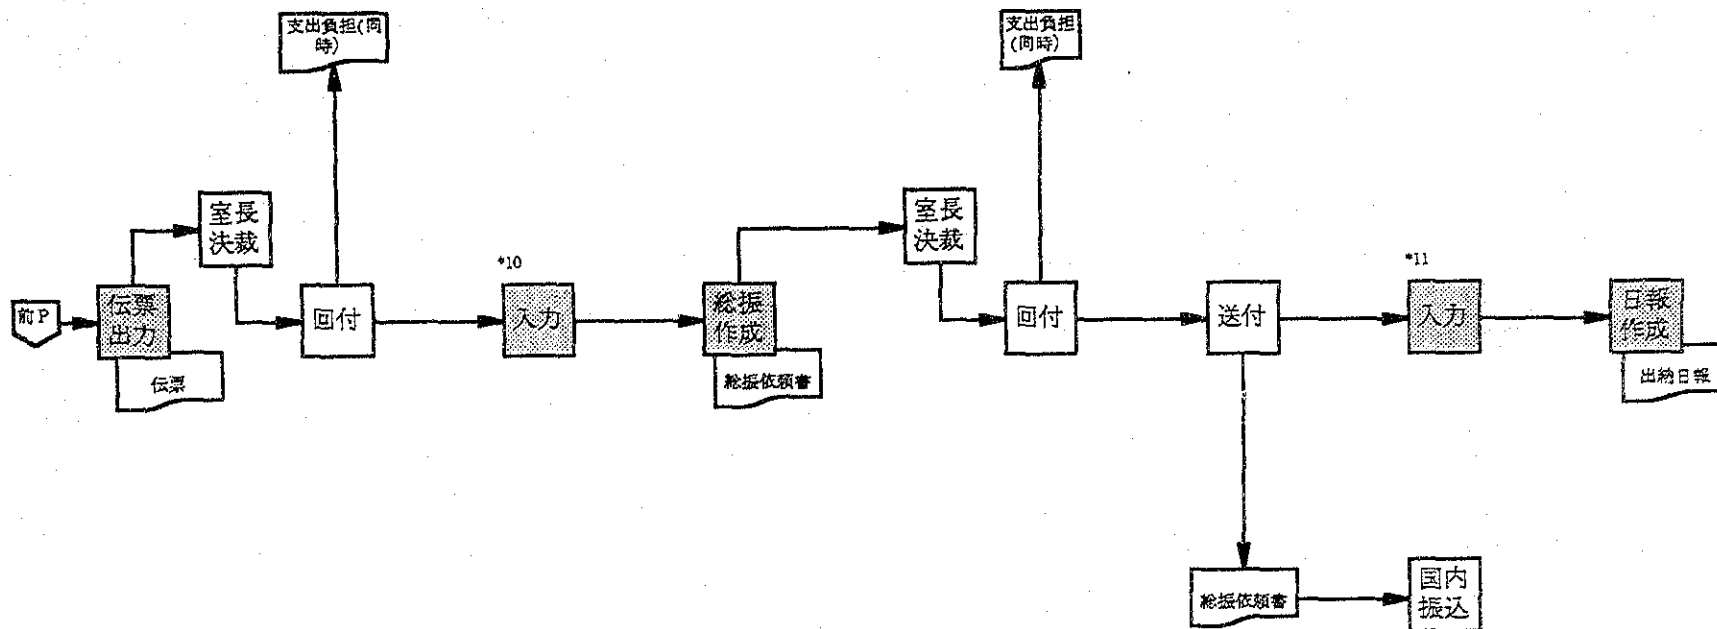 支出負担(同
時)
支出負担
(同時)
室長
決裁
室長
決裁
*10
*11
前P
伝票
出力
回付
入力
総振
作成
回付
送付
入力
日報
作成
伝票
総振依頼書
出納日報
総振依頼書
国内
振込